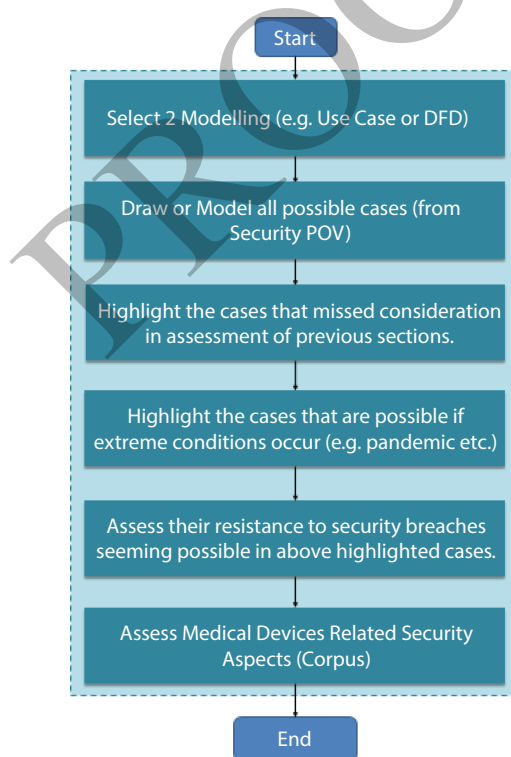 Start
Select 2 Modelling (e.g. Use Case or DFD)
Draw or Model all possible cases (from
Security POV)
Highlight the cases that missed consideration
in assessment of previous sections.
Highlight the cases that are possible if
extreme conditions occur (e.g. pandemic etc.)
Assess their resistance to security breaches
seeming possible in above highlighted cases.
Assess Medical Devices Related Security
Aspects (Corpus)
End